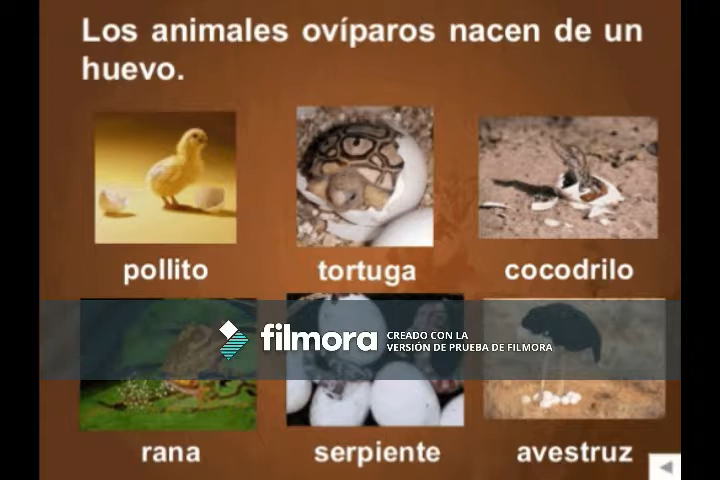 Los animales ovíparos nacen de un
huevo.
pollito
tortuga
cocodrilo
filmora
CREADO CON LA
VERSIÓN DE PRUEBA DE FILMORA
rana
serpiente
avestruz